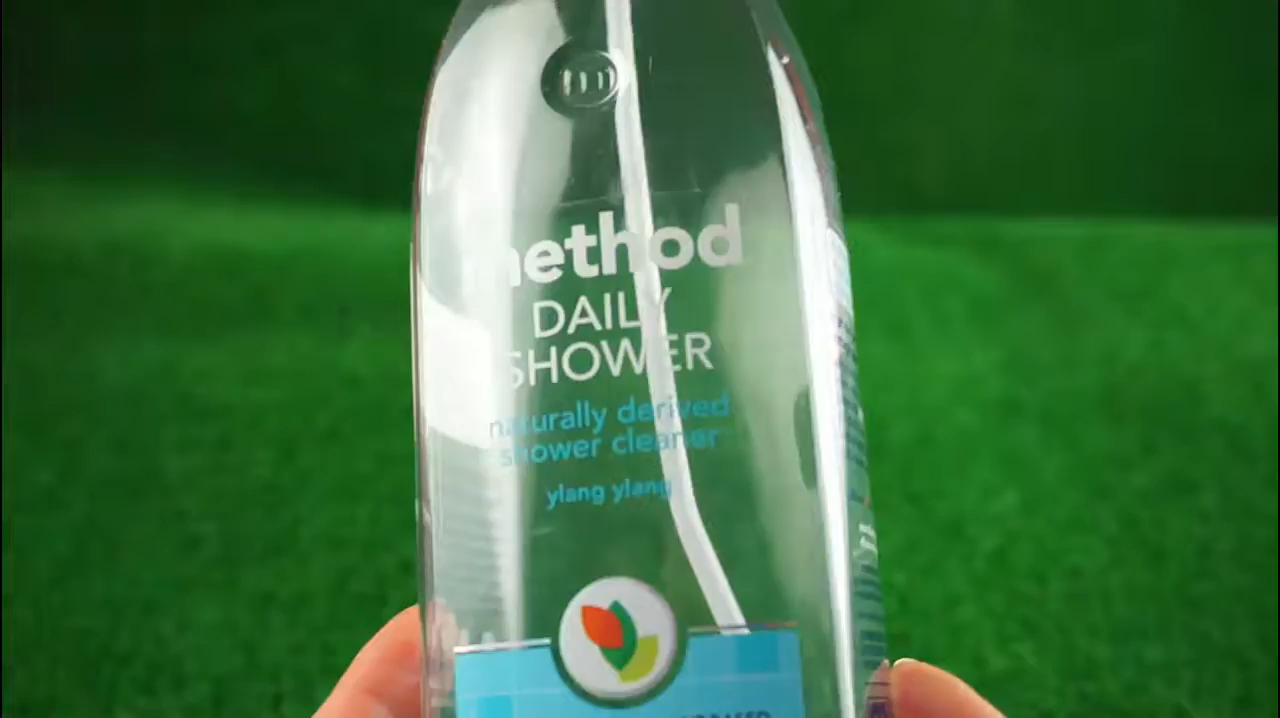 m
method
DAILY
SHOWER
naturally derived
shower cleaner
ylang ylang